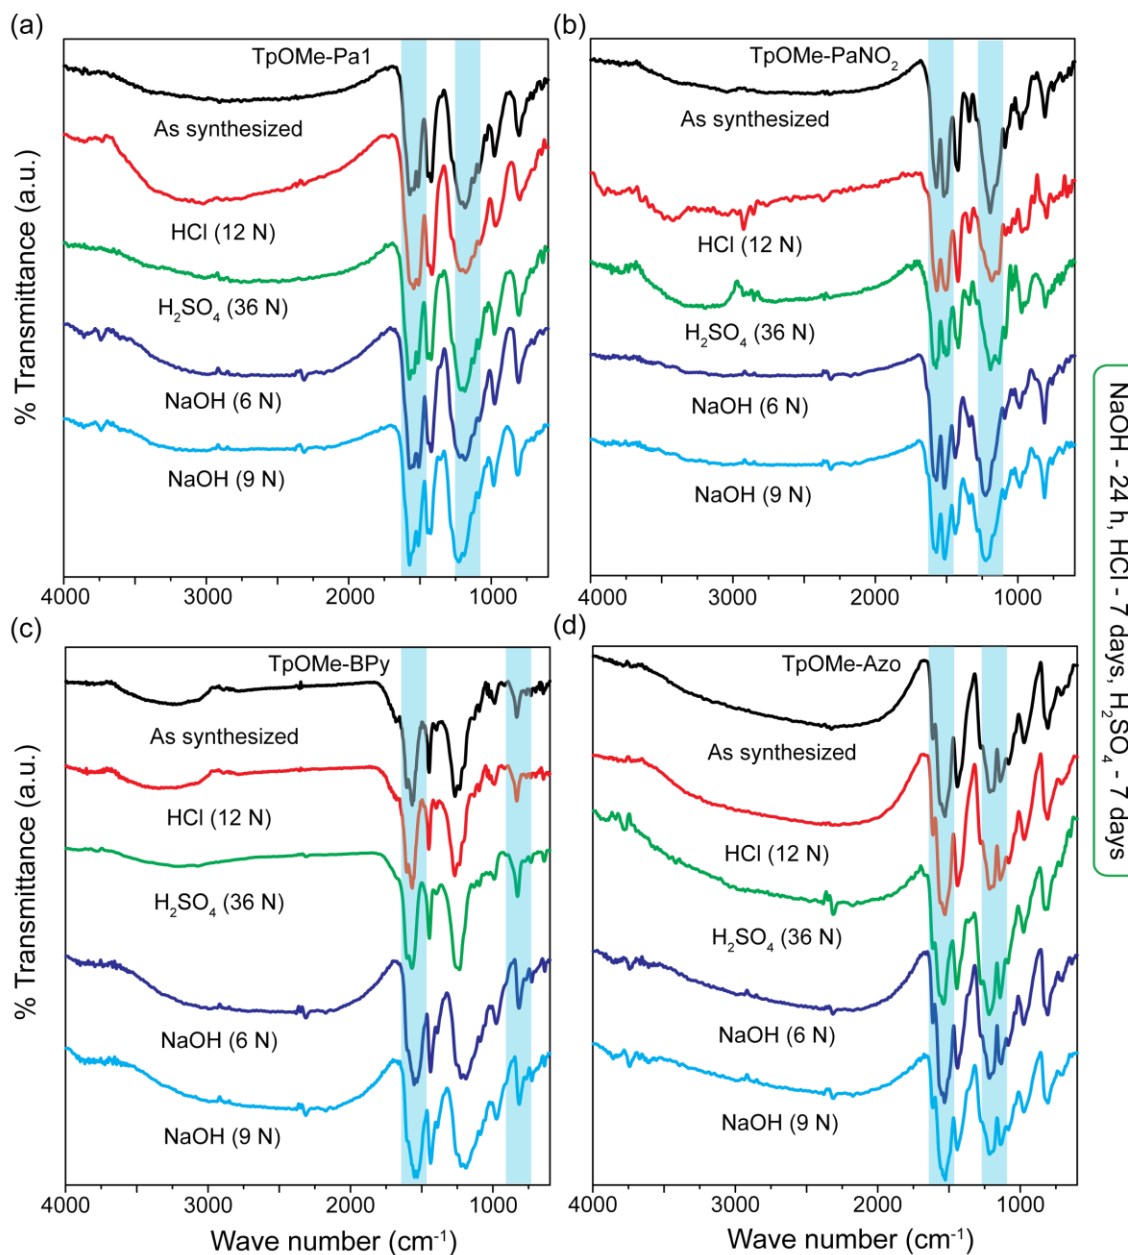 (a)
TpOMe-Pa1
As synthesized
HCl (12 N)
H₂SO₄ (36 N)
NaOH (6 N)
NaOH (9 N)
4000 3000 2000 1000
% Transmittance (a.u.)
(b)
TpOMe-PaNO₂
As synthesized
HCl (12 N)
H₂SO₄ (36 N)
NaOH (6 N)
NaOH (9 N)
4000 3000 2000 1000
(c)
TpOMe-BPy
As synthesized
HCl (12 N)
H₂SO₄ (36 N)
NaOH (6 N)
NaOH (9 N)
4000 3000 2000 1000
Wave number (cm⁻¹)
% Transmittance (a.u.)
(d)
TpOMe-Azo
As synthesized
HCl (12 N)
H₂SO₄ (36 N)
NaOH (6 N)
NaOH (9 N)
4000 3000 2000 1000
Wave number (cm⁻¹)
NaOH - 24 h, HCl - 7 days, H₂SO₄ - 7 days